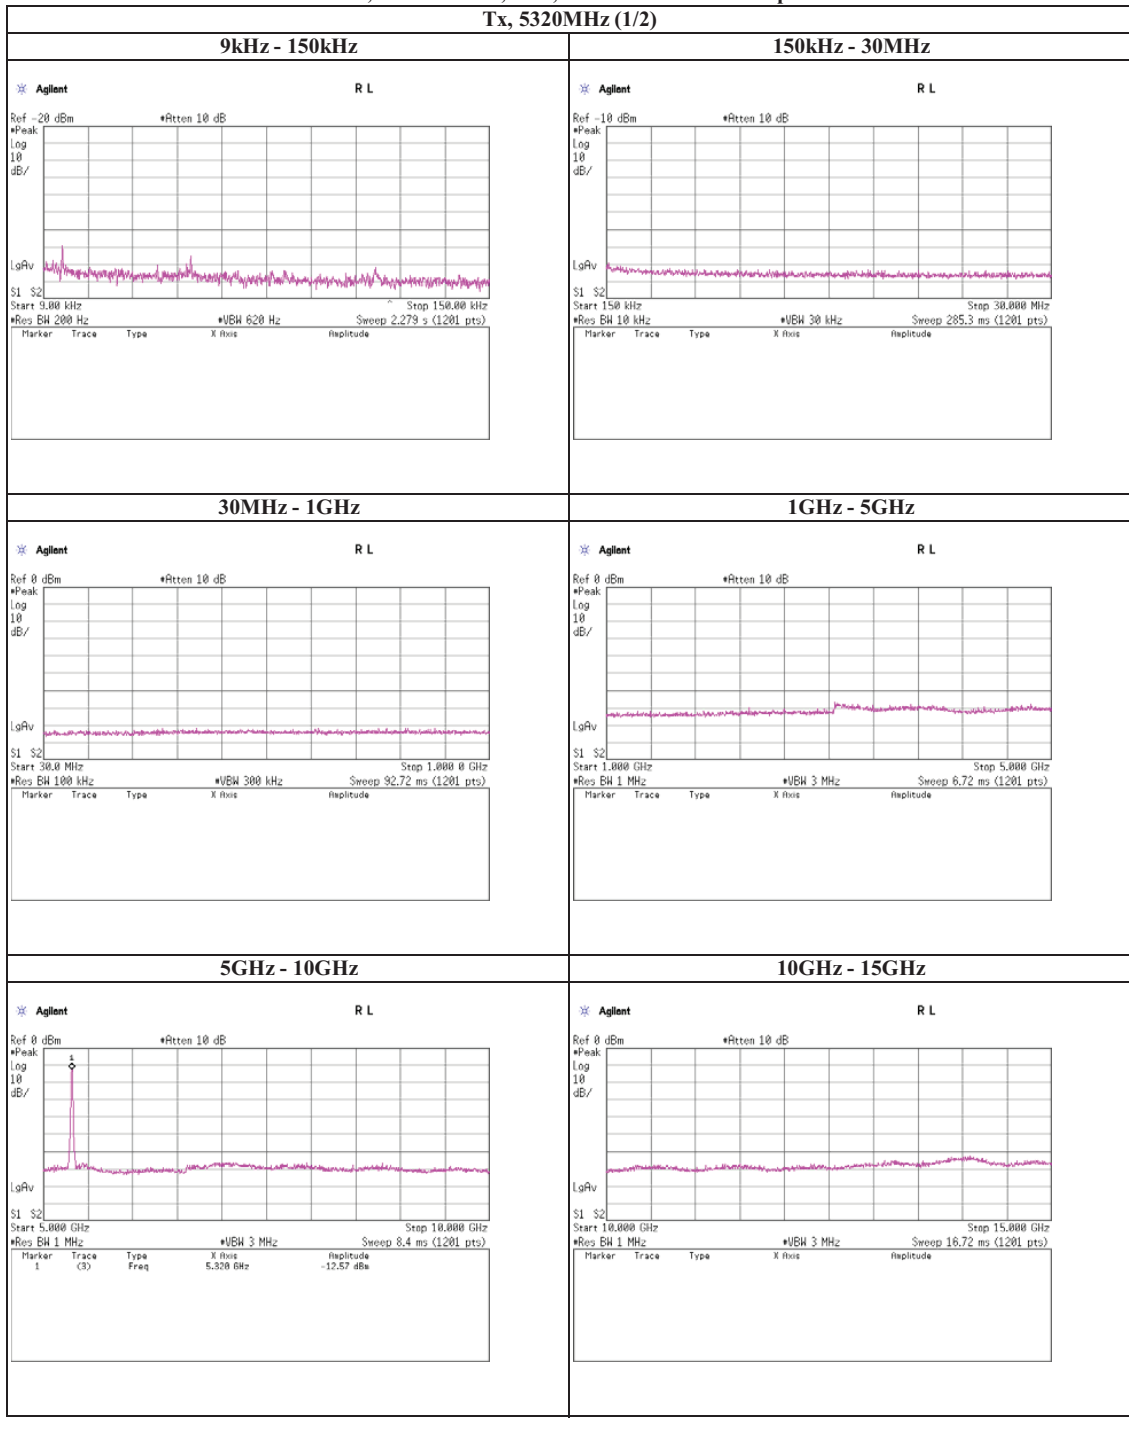 Tx, 5320MHz (1/2)
9kHz - 150kHz
150kHz - 30MHz
Agilent R L
Ref -20 dBm #Atten 10 dB
#Peak
Log
10
dB/
LgAv
S1 S2
Start 9.00 kHz ^ Stop 150.00 kHz
#Res BW 200 Hz #VBW 620 Hz Sweep 2.279 s (1201 pts)
Marker Trace Type X Axis Amplitude
Agilent R L
Ref -10 dBm #Atten 10 dB
#Peak
Log
10
dB/
LgAv
S1 S2
Start 150 kHz Stop 30.000 MHz
#Res BW 10 kHz #VBW 30 kHz Sweep 285.3 ms (1201 pts)
Marker Trace Type X Axis Amplitude
30MHz - 1GHz
1GHz - 5GHz
Agilent R L
Ref 0 dBm #Atten 10 dB
#Peak
Log
10
dB/
LgAv
S1 S2
Start 30.0 MHz Stop 1.000 0 GHz
#Res BW 100 kHz #VBW 300 kHz Sweep 92.72 ms (1201 pts)
Marker Trace Type X Axis Amplitude
Agilent R L
Ref 0 dBm #Atten 10 dB
#Peak
Log
10
dB/
LgAv
S1 S2
Start 1.000 GHz Stop 5.000 GHz
#Res BW 1 MHz #VBW 3 MHz Sweep 6.72 ms (1201 pts)
Marker Trace Type X Axis Amplitude
5GHz - 10GHz
10GHz - 15GHz
Agilent R L
Ref 0 dBm #Atten 10 dB
#Peak
Log
10
dB/
1
LgAv
S1 S2
Start 5.000 GHz Stop 10.000 GHz
#Res BW 1 MHz #VBW 3 MHz Sweep 8.4 ms (1201 pts)
Marker Trace Type X Axis Amplitude
1 (3) Freq 5.320 GHz -12.57 dBm
Agilent R L
Ref 0 dBm #Atten 10 dB
#Peak
Log
10
dB/
LgAv
S1 S2
Start 10.000 GHz Stop 15.000 GHz
#Res BW 1 MHz #VBW 3 MHz Sweep 16.72 ms (1201 pts)
Marker Trace Type X Axis Amplitude